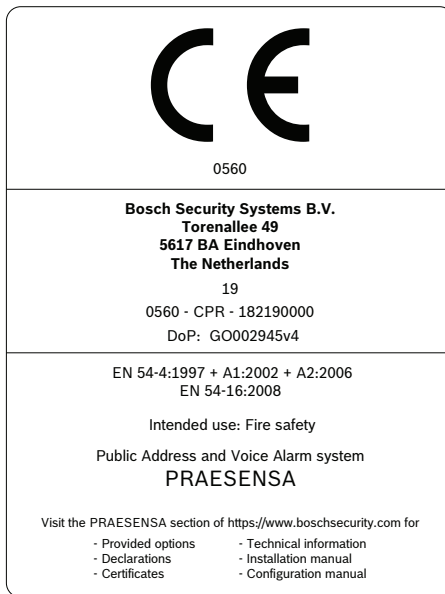 CE
0560
Bosch Security Systems B.V.
Torenallee 49
5617 BA Eindhoven
The Netherlands
19
0560 - CPR - 182190000
DoP: GO002945v4
EN 54-4:1997 + A1:2002 + A2:2006
EN 54-16:2008
Intended use: Fire safety
Public Address and Voice Alarm system
PRAESENSA
Visit the PRAESENSA section of https://www.boschsecurity.com for
- Provided options - Technical information
- Declarations - Installation manual
- Certificates - Configuration manual